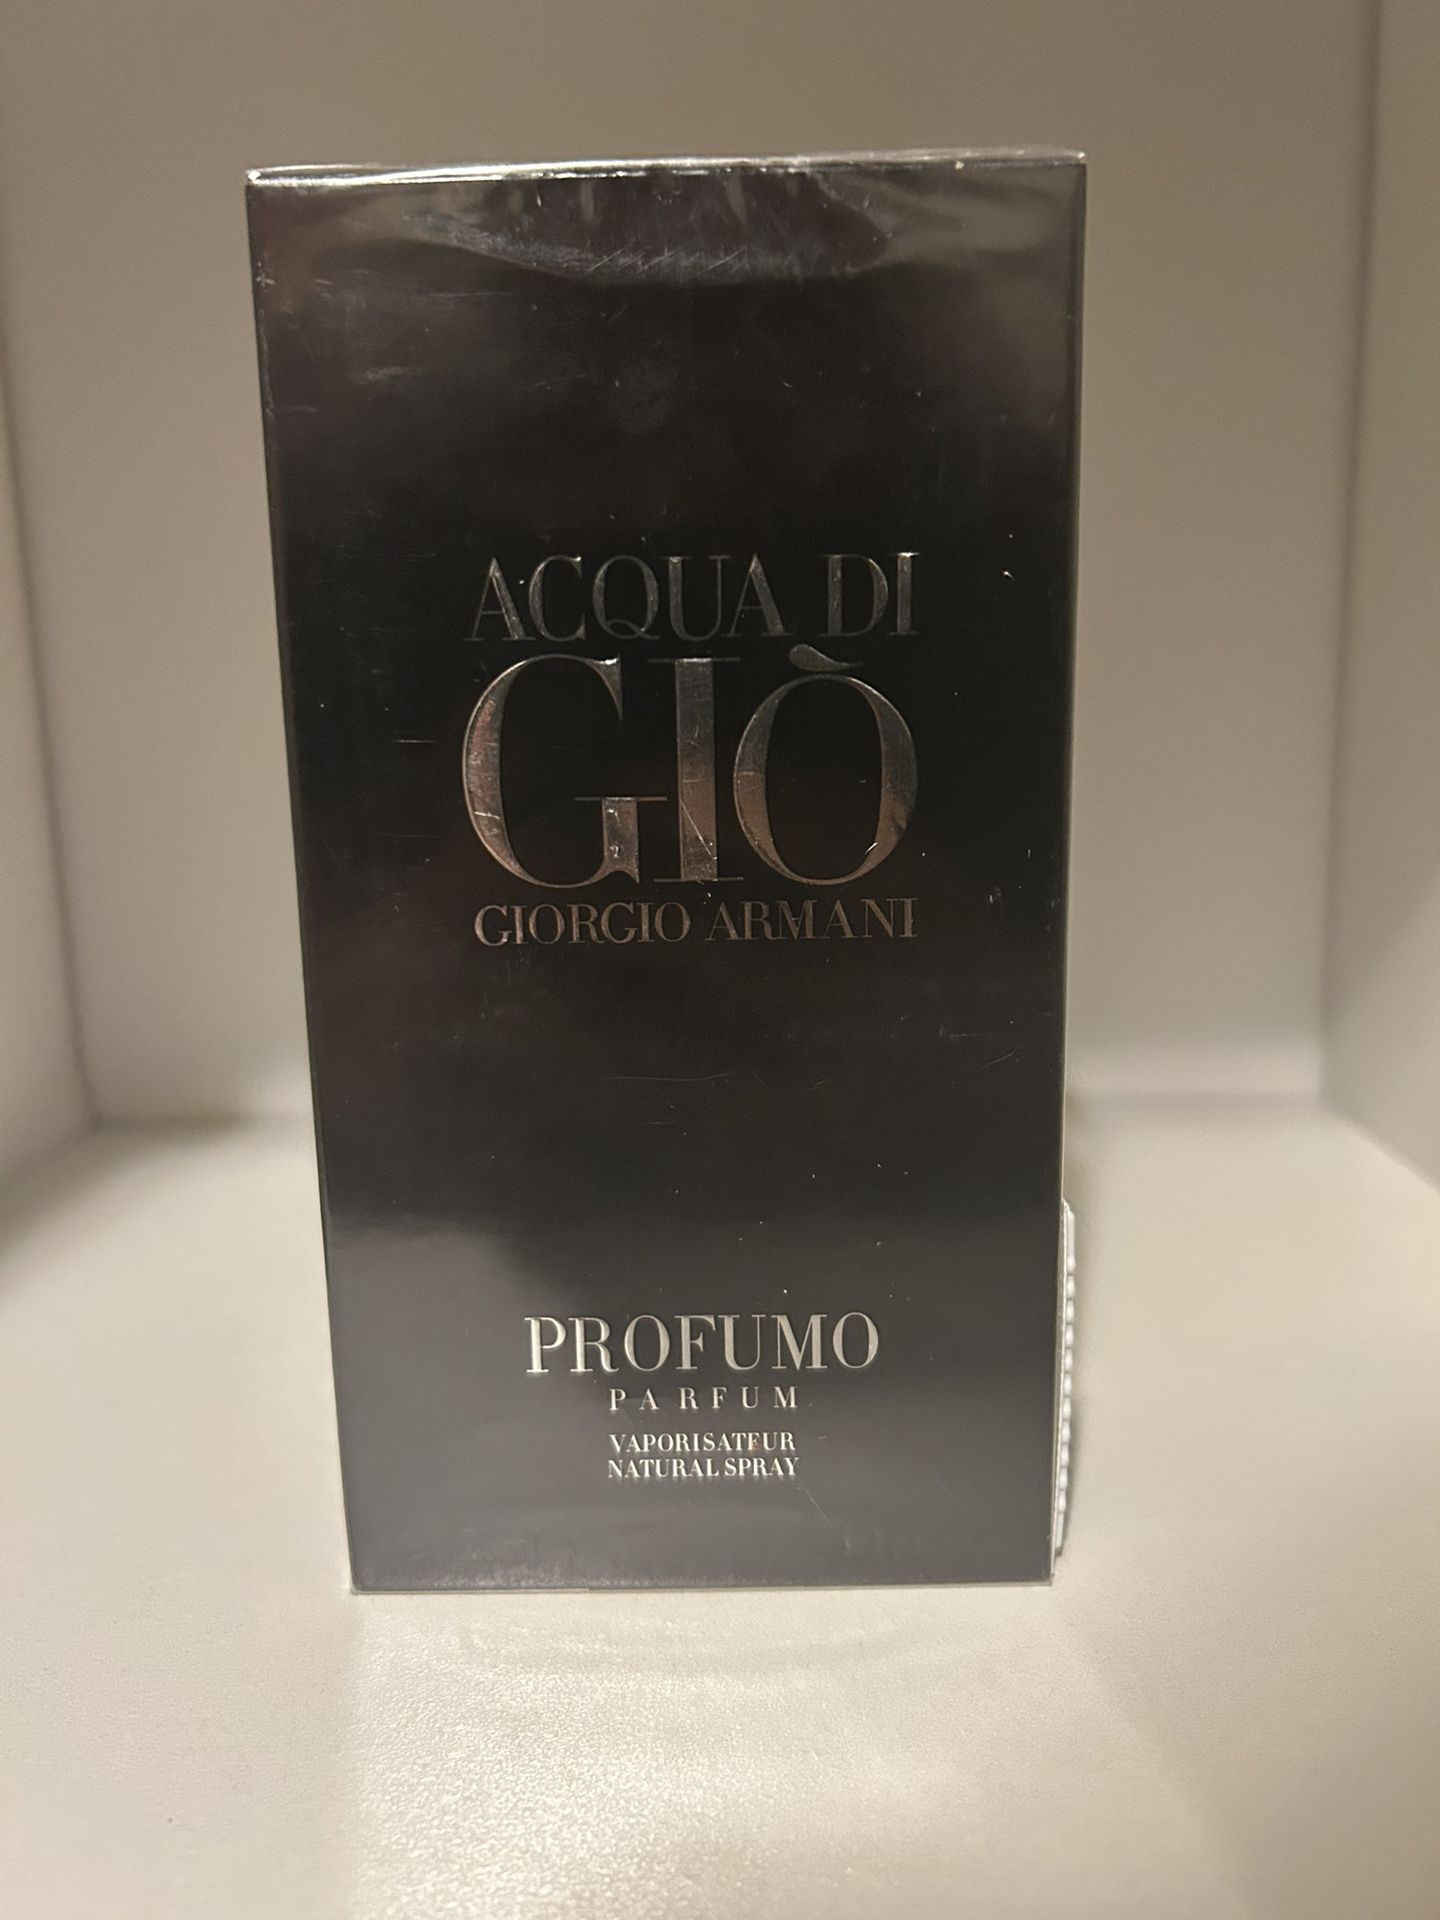 ACQUA DI
GIÒ
GIORGIO ARMANI
PROFUMO
PARFUM
VAPORISATEUR
NATURAL SPRAY